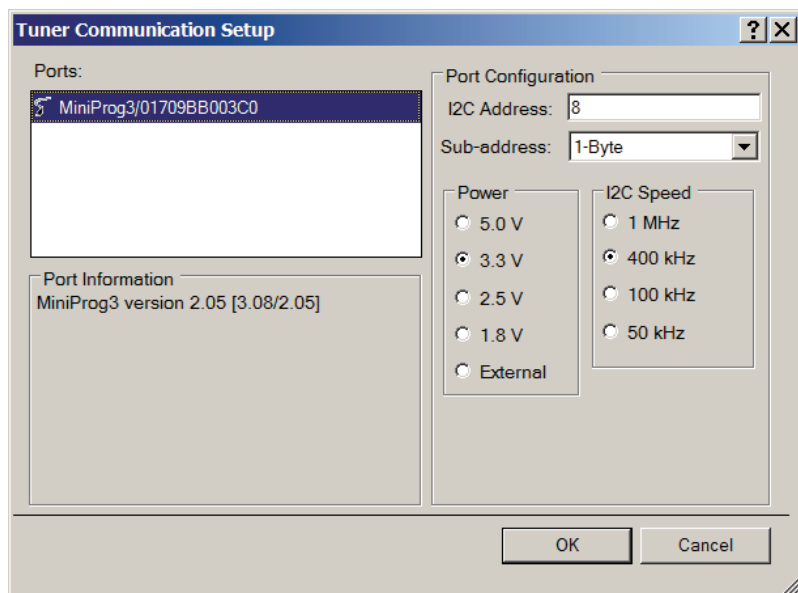 Tuner Communication Setup
Ports:
MiniProg3/01709BB003C0
Port Information
MiniProg3 version 2.05 [3.08/2.05]
Port Configuration
I2C Address: 8
Sub-address: 1-Byte
Power
5.0 V
3.3 V
2.5 V
1.8 V
External
I2C Speed
1 MHz
400 kHz
100 kHz
50 kHz
OK
Cancel